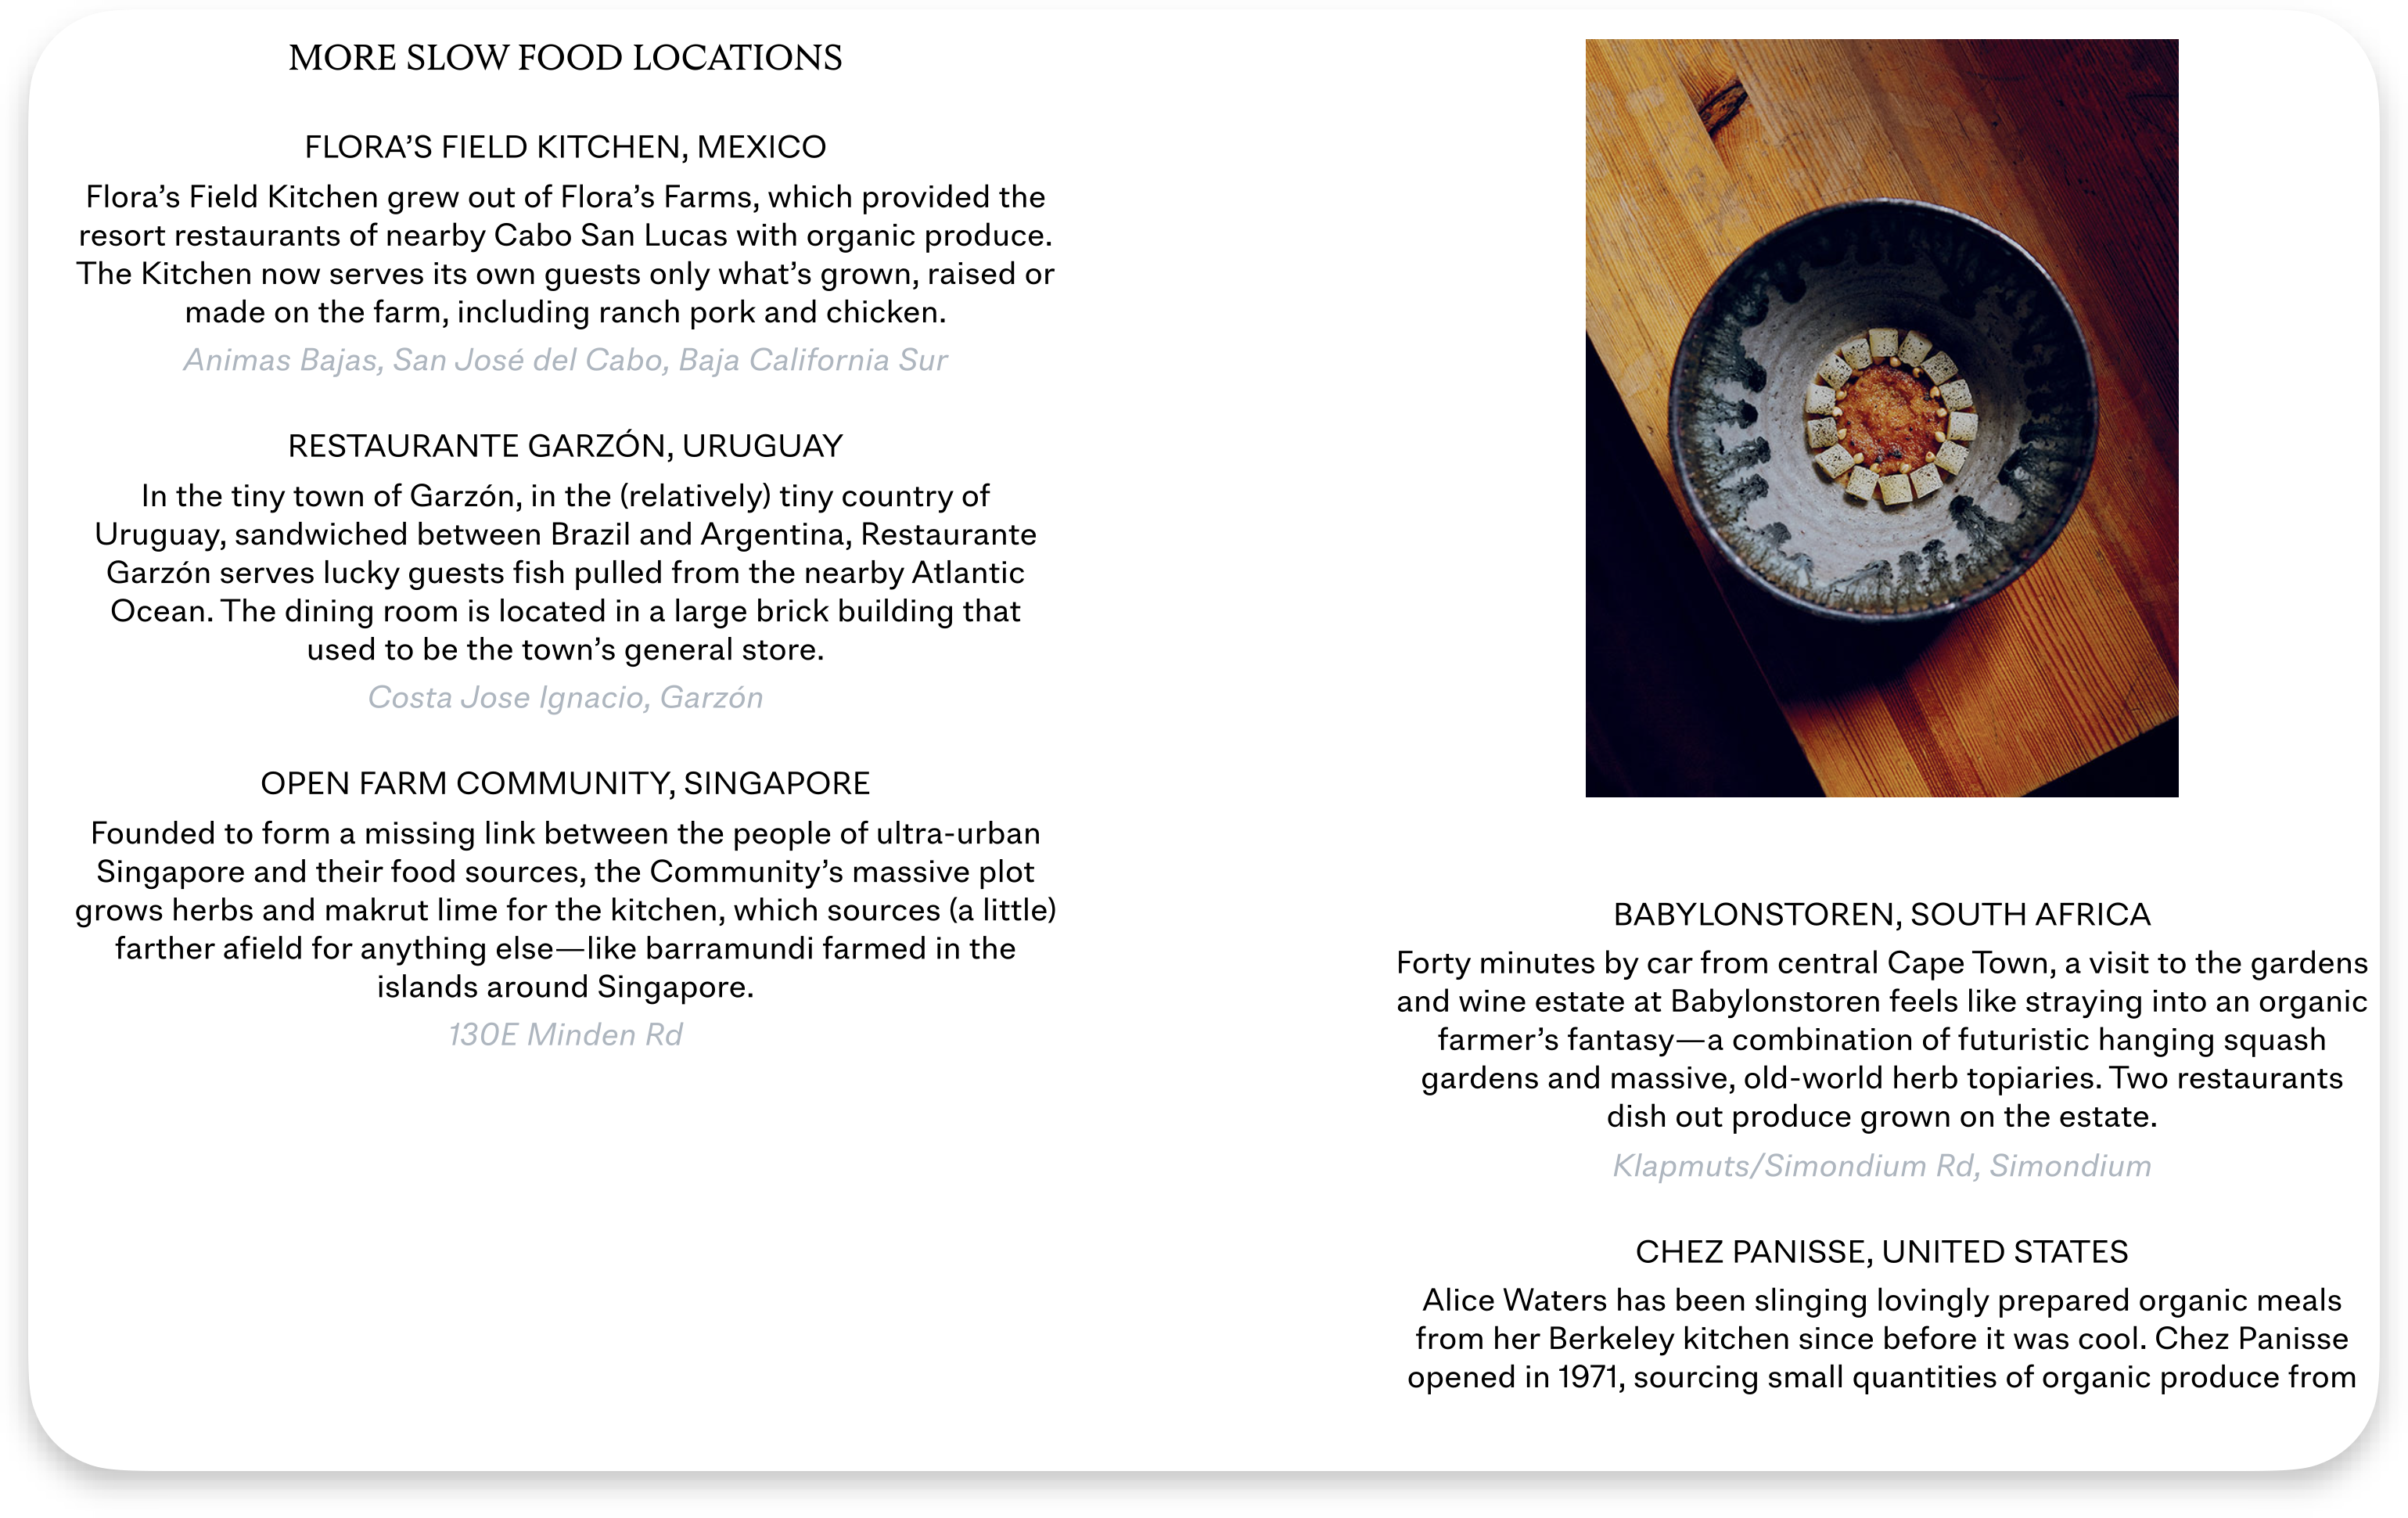 MORE SLOW FOOD LOCATIONS
FLORA’S FIELD KITCHEN, MEXICO
Flora’s Field Kitchen grew out of Flora’s Farms, which provided the
resort restaurants of nearby Cabo San Lucas with organic produce.
The Kitchen now serves its own guests only what’s grown, raised or
made on the farm, including ranch pork and chicken.
Animas Bajas, San José del Cabo, Baja California Sur
RESTAURANTE GARZÓN, URUGUAY
In the tiny town of Garzón, in the (relatively) tiny country of
Uruguay, sandwiched between Brazil and Argentina, Restaurante
Garzón serves lucky guests fish pulled from the nearby Atlantic
Ocean. The dining room is located in a large brick building that
used to be the town’s general store.
Costa Jose Ignacio, Garzón
OPEN FARM COMMUNITY, SINGAPORE
Founded to form a missing link between the people of ultra-urban
Singapore and their food sources, the Community’s massive plot
grows herbs and makrut lime for the kitchen, which sources (a little)
farther afield for anything else—like barramundi farmed in the
islands around Singapore.
130E Minden Rd
BABYLONSTOREN, SOUTH AFRICA
Forty minutes by car from central Cape Town, a visit to the gardens
and wine estate at Babylonstoren feels like straying into an organic
farmer’s fantasy—a combination of futuristic hanging squash
gardens and massive, old-world herb topiaries. Two restaurants
dish out produce grown on the estate.
Klapmuts/Simondium Rd, Simondium
CHEZ PANISSE, UNITED STATES
Alice Waters has been slinging lovingly prepared organic meals
from her Berkeley kitchen since before it was cool. Chez Panisse
opened in 1971, sourcing small quantities of organic produce from